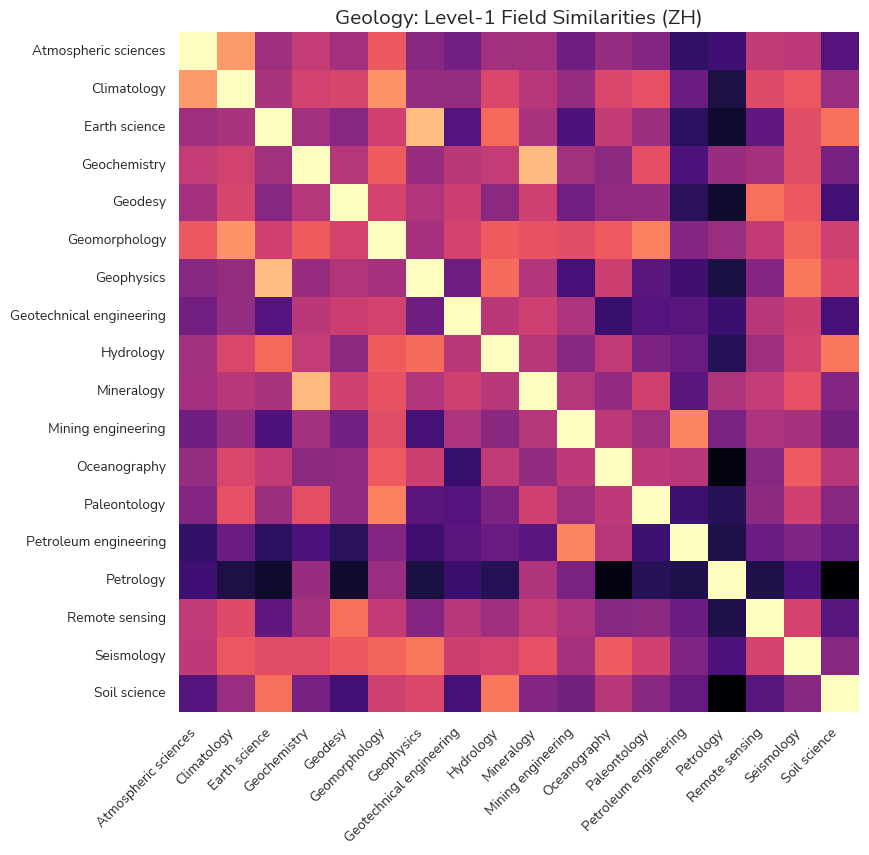 Geology: Level-1 Field Similarities (ZH)
Atmospheric sciences
Climatology
Earth science
Geochemistry
Geodesy
Geomorphology
Geophysics
Geotechnical engineering
Hydrology
Mineralogy
Mining engineering
Oceanography
Paleontology
Petroleum engineering
Petrology
Remote sensing
Seismology
Soil science
Atmospheric sciences
Climatology
Earth science
Geochemistry
Geodesy
Geomorphology
Geophysics
Geotechnical engineering
Hydrology
Mineralogy
Mining engineering
Oceanography
Paleontology
Petroleum engineering
Petrology
Remote sensing
Seismology
Soil science